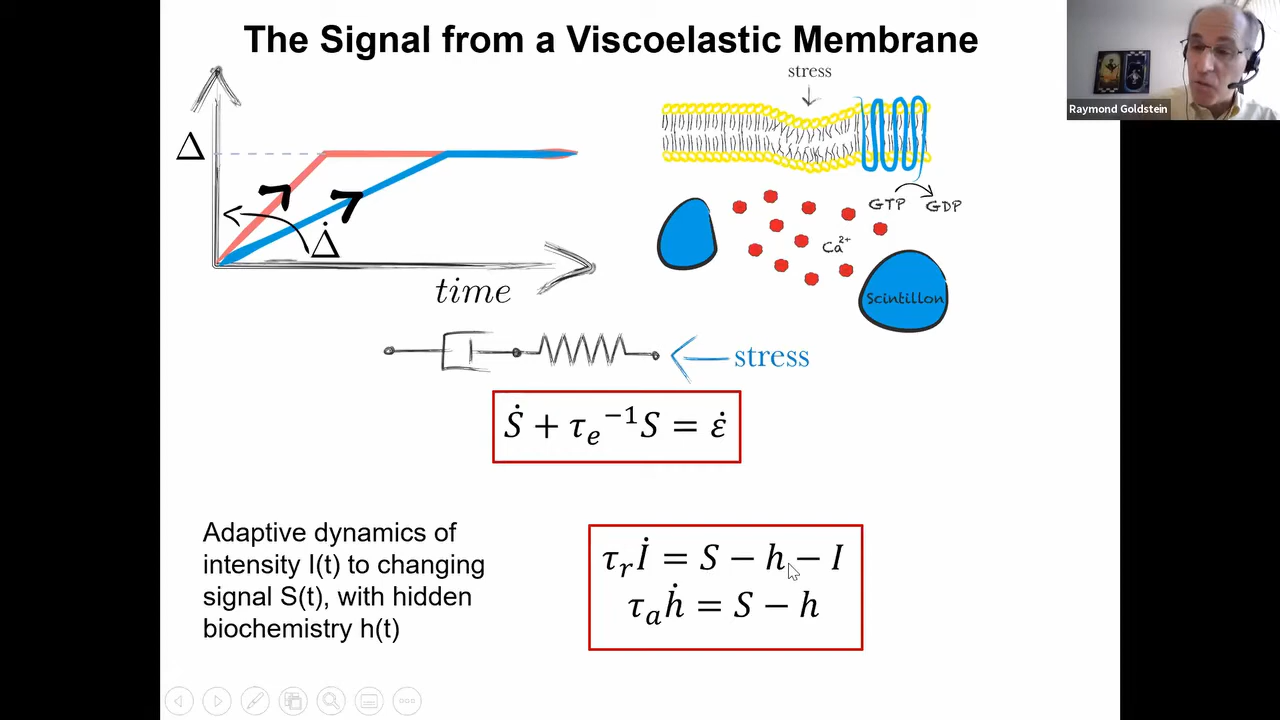 The Signal from a Viscoelastic Membrane
Raymond Goldstein
Δ
Δ̇
time
stress
GTP GDP
Ca²⁺
Scintillon
stress
Ṡ + τₑ⁻¹S = ε̇
Adaptive dynamics of
intensity I(t) to changing
signal S(t), with hidden
biochemistry h(t)
τᵣİ = S − h − I
τₐḣ = S − h